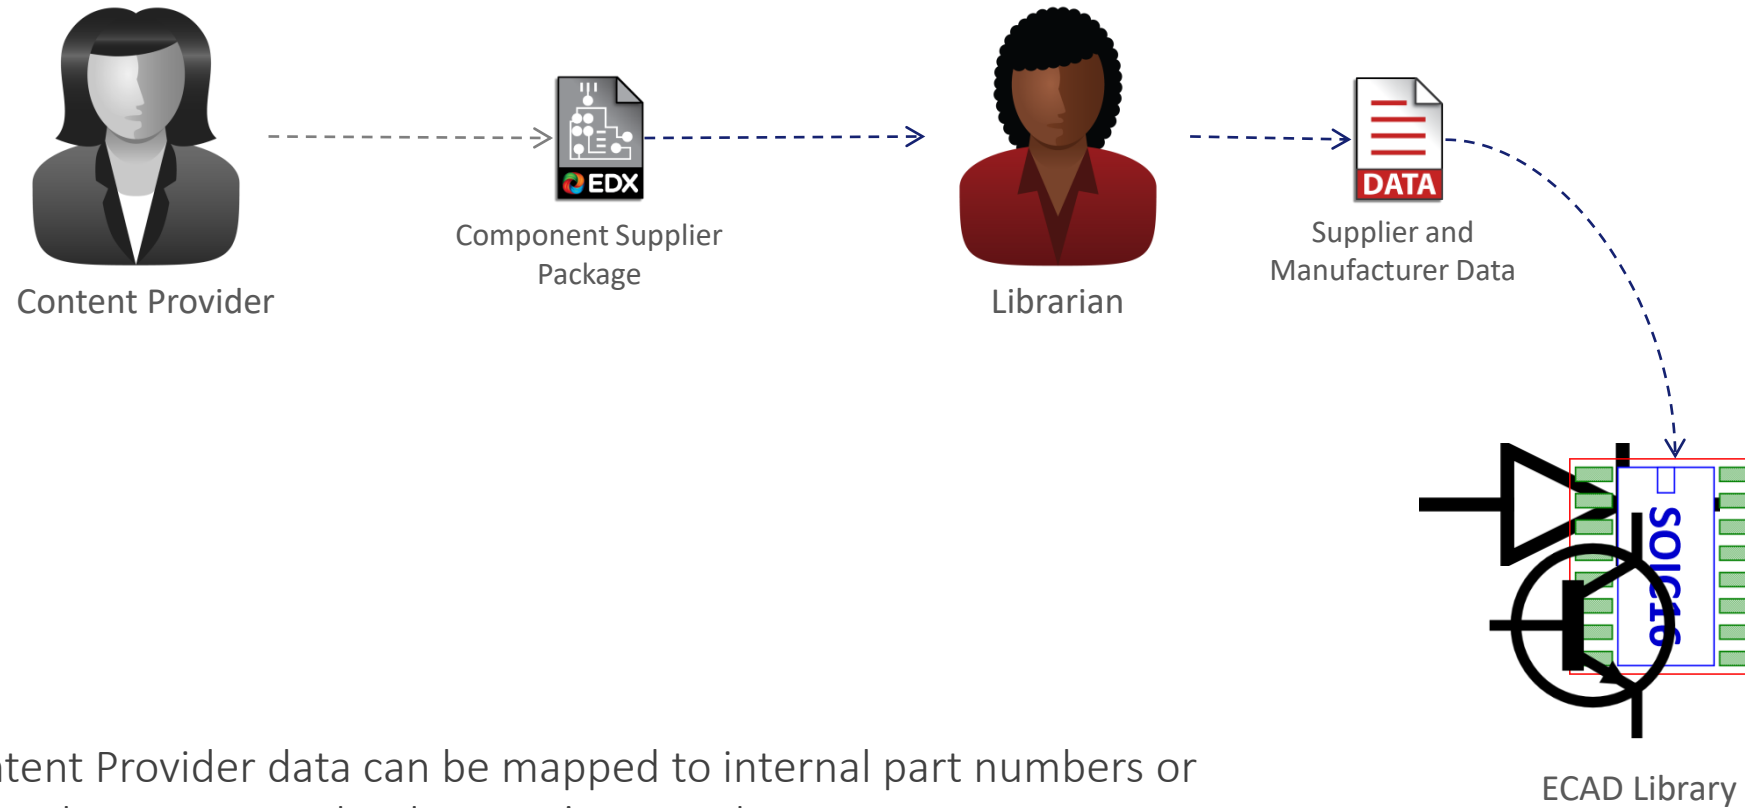 EDX
DATA
Component Supplier
Package
Supplier and
Manufacturer Data
Content Provider
Librarian
SOIC16
Provider data can be mapped to internal part numbers or
ECAD Library